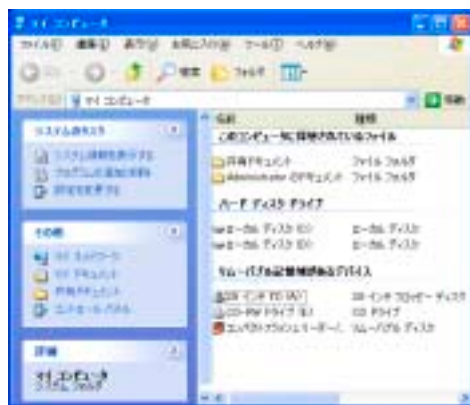 マイ コンピュータ
ファイル(F) 編集(E) 表示(V) お気に入り(A) ツール(T) ヘルプ(H)
検索 フォルダ
マイ コンピュータ 移動
システムのタスク
システム情報を表示する
プログラムの追加と削除
設定を変更する
その他
マイ ネットワーク
マイ ドキュメント
共有ドキュメント
コントロール パネル
詳細
マイ コンピュータ
システム フォルダ
名前 種類
このコンピュータに保存されているファイル
共有ドキュメント ファイル フォルダ
Administrator のドキュメント ファイル フォルダ
ハード ディスク ドライブ
ローカル ディスク (C:) ローカル ディスク
ローカル ディスク (D:) ローカル ディスク
リムーバブル記憶域があるデバイス
3.5 インチ FD (A:) 3.5 インチ フロッピー ディスク
CD-RW ドライブ (E:) CD ドライブ
コンパクトフラッシュ リーダー/ リムーバブル ディスク